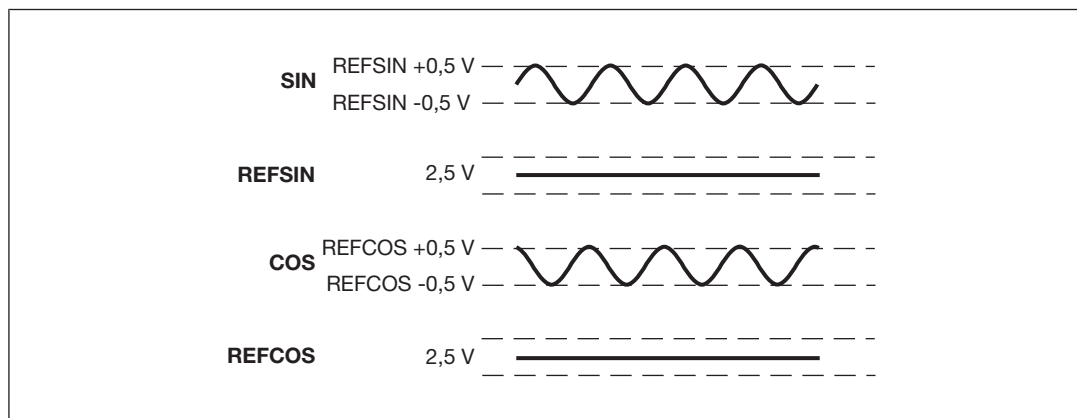 SIN
REFSIN +0,5 V
REFSIN -0,5 V
REFSIN
2,5 V
COS
REFCOS +0,5 V
REFCOS -0,5 V
REFCOS
2,5 V